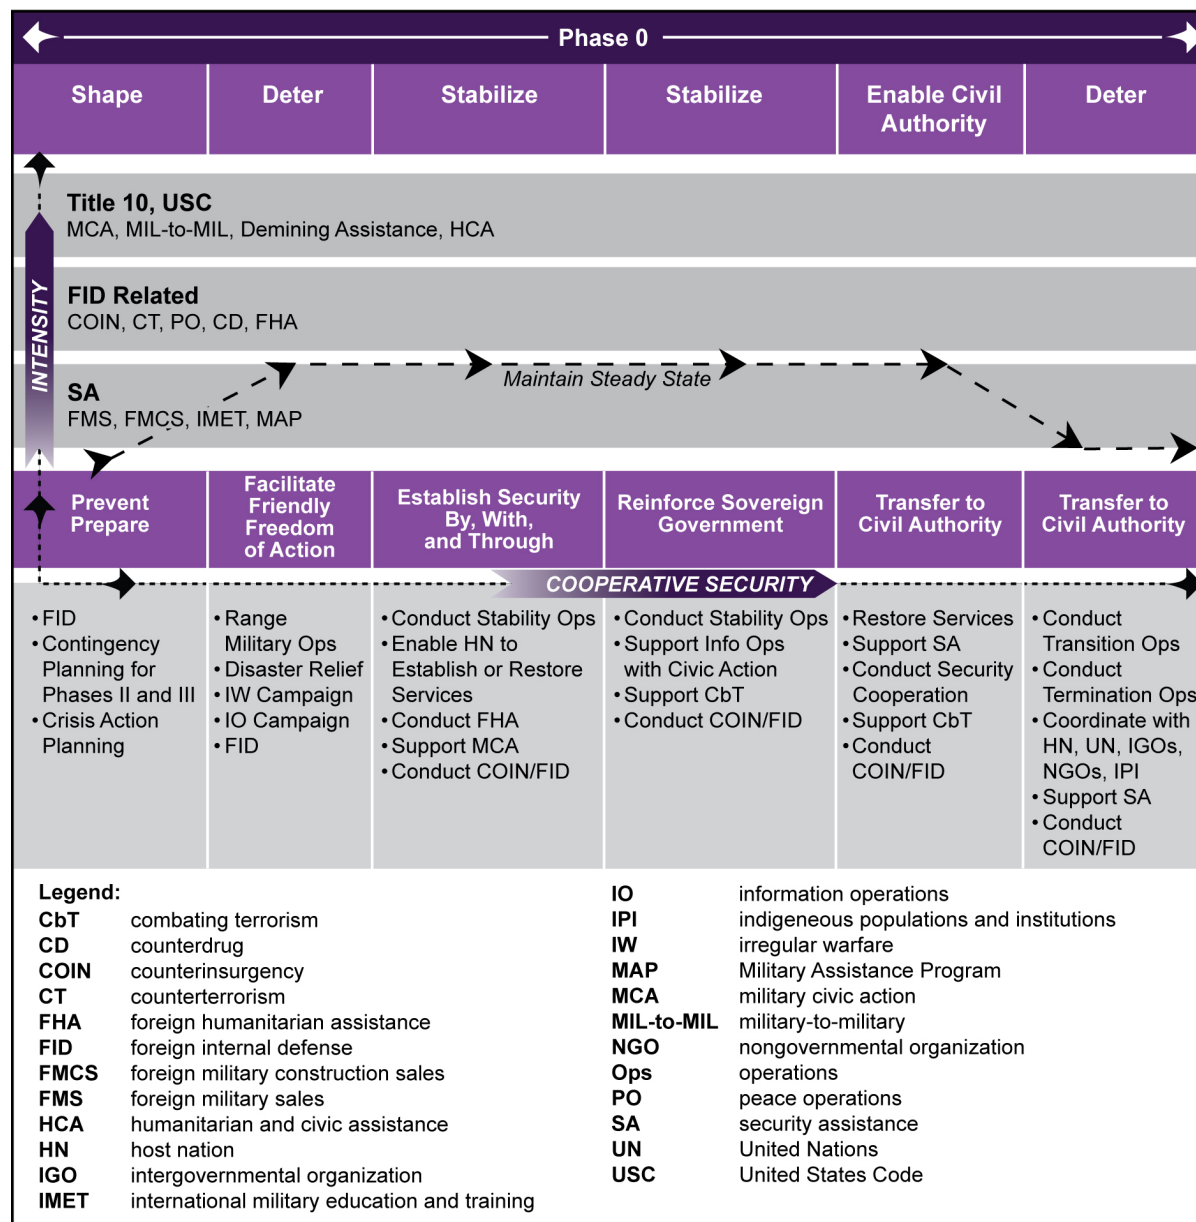 Phase 0
Shape
Deter
Stabilize
Stabilize
Enable Civil
Authority
Deter
INTENSITY
Title 10, USC
MCA, MIL-to-MIL, Demining Assistance, HCA
FID Related
COIN, CT, PO, CD, FHA
Maintain Steady State
SA
FMS, FMCS, IMET, MAP
Prevent
Prepare
Facilitate
Friendly
Freedom
of Action
Establish Security
By, With,
and Through
Reinforce Sovereign
Government
Transfer to
Civil Authority
Transfer to
Civil Authority
COOPERATIVE SECURITY
• FID
• Contingency
Planning for
Phases II and III
• Crisis Action
Planning
• Range
Military Ops
• Disaster Relief
• IW Campaign
• IO Campaign
• FID
• Conduct Stability Ops
• Enable HN to
Establish or Restore
Services
• Conduct FHA
• Support MCA
• Conduct COIN/FID
• Conduct Stability Ops
• Support Info Ops
with Civic Action
• Support CbT
• Conduct COIN/FID
• Restore Services
• Support SA
• Conduct Security
Cooperation
• Support CbT
• Conduct
COIN/FID
• Conduct
Transition Ops
• Conduct
Termination Ops
• Coordinate with
HN, UN, IGOs,
NGOs, IPI
• Support SA
• Conduct
COIN/FID
Legend:
CbT combating terrorism
CD counterdrug
COIN counterinsurgency
CT counterterrorism
FHA foreign humanitarian assistance
FID foreign internal defense
FMCS foreign military construction sales
FMS foreign military sales
HCA humanitarian and civic assistance
HN host nation
IGO intergovernmental organization
IMET international military education and training
IO information operations
IPI indigeneous populations and institutions
IW irregular warfare
MAP Military Assistance Program
MCA military civic action
MIL-to-MIL military-to-military
NGO nongovernmental organization
Ops operations
PO peace operations
SA security assistance
UN United Nations
USC United States Code